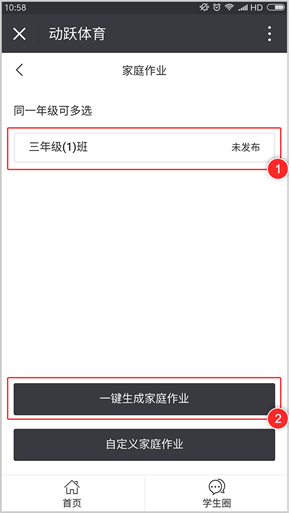 10:58 HD
动跃体育
家庭作业
同一年级可多选
三年级(1)班 未发布
1
一键生成家庭作业
2
自定义家庭作业
首页 学生圈